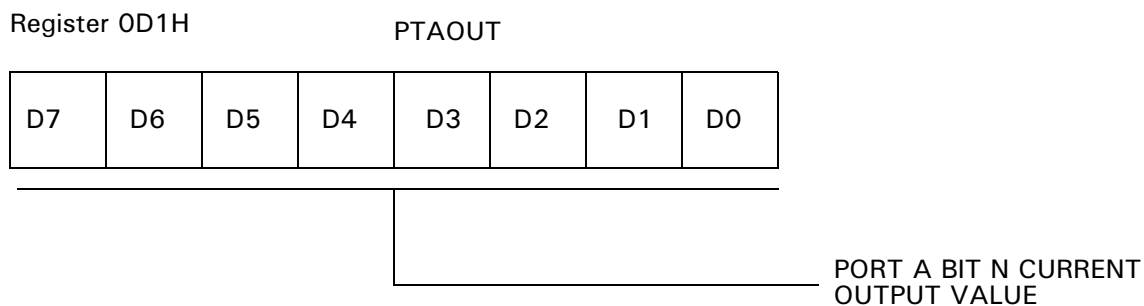 Register 0D1H
PTAOUT
D7 D6 D5 D4 D3 D2 D1 D0
PORT A BIT N CURRENT
OUTPUT VALUE